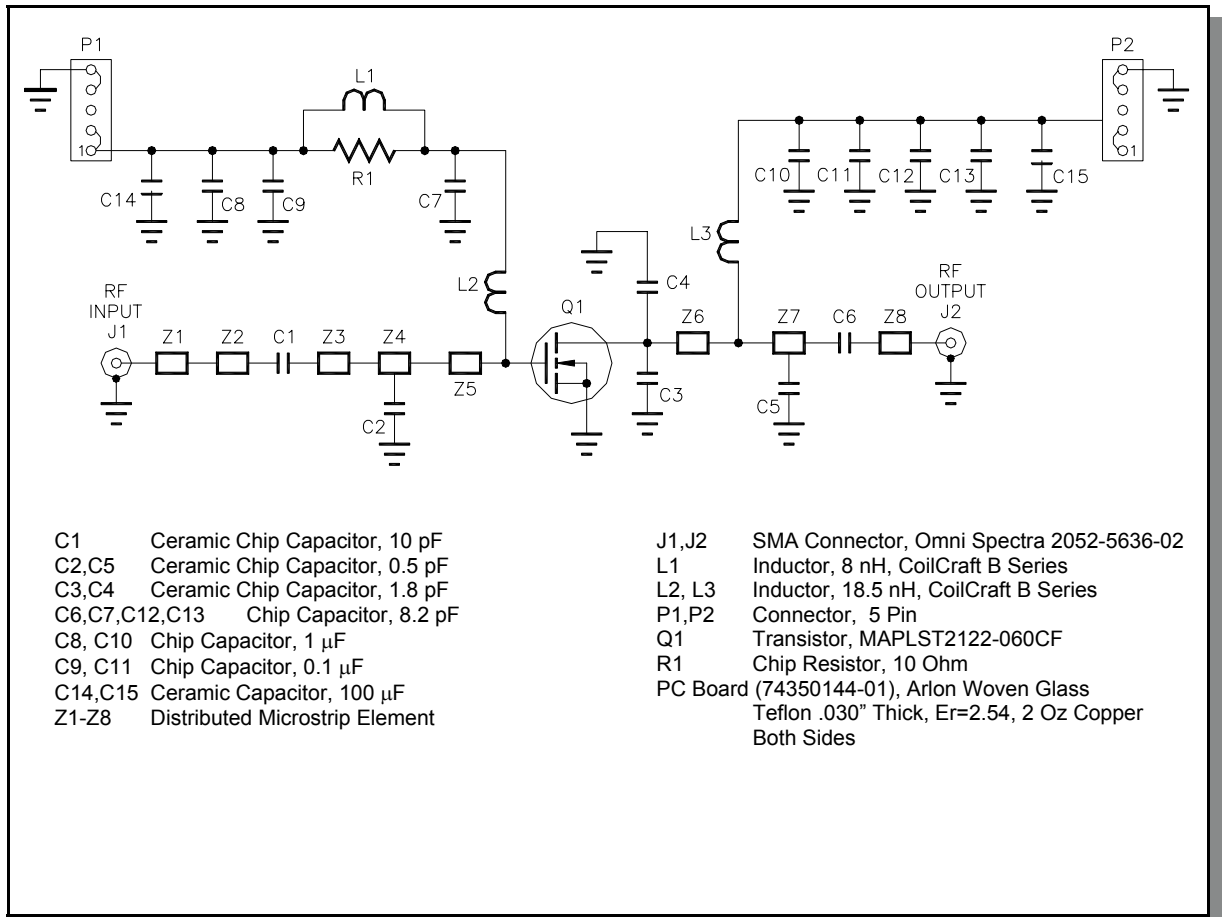 P1
P2
L1
1
R1
C14
C8
C9
C7
C10
C11
C12
C13
C15
1
L3
L2
C4
RF
INPUT
J1
Q1
RF
OUTPUT
J2
Z1
Z2
C1
Z3
Z4
Z5
Z6
Z7
C6
Z8
C2
C3
C5
C1 Ceramic Chip Capacitor, 10 pF
C2,C5 Ceramic Chip Capacitor, 0.5 pF
C3,C4 Ceramic Chip Capacitor, 1.8 pF
C6,C7,C12,C13 Chip Capacitor, 8.2 pF
C8, C10 Chip Capacitor, 1 μF
C9, C11 Chip Capacitor, 0.1 μF
C14,C15 Ceramic Capacitor, 100 μF
Z1-Z8 Distributed Microstrip Element
J1,J2 SMA Connector, Omni Spectra 2052-5636-02
L1 Inductor, 8 nH, CoilCraft B Series
L2, L3 Inductor, 18.5 nH, CoilCraft B Series
P1,P2 Connector, 5 Pin
Q1 Transistor, MAPLST2122-060CF
R1 Chip Resistor, 10 Ohm
PC Board (74350144-01), Arlon Woven Glass
Teflon .030” Thick, Er=2.54, 2 Oz Copper
Both Sides